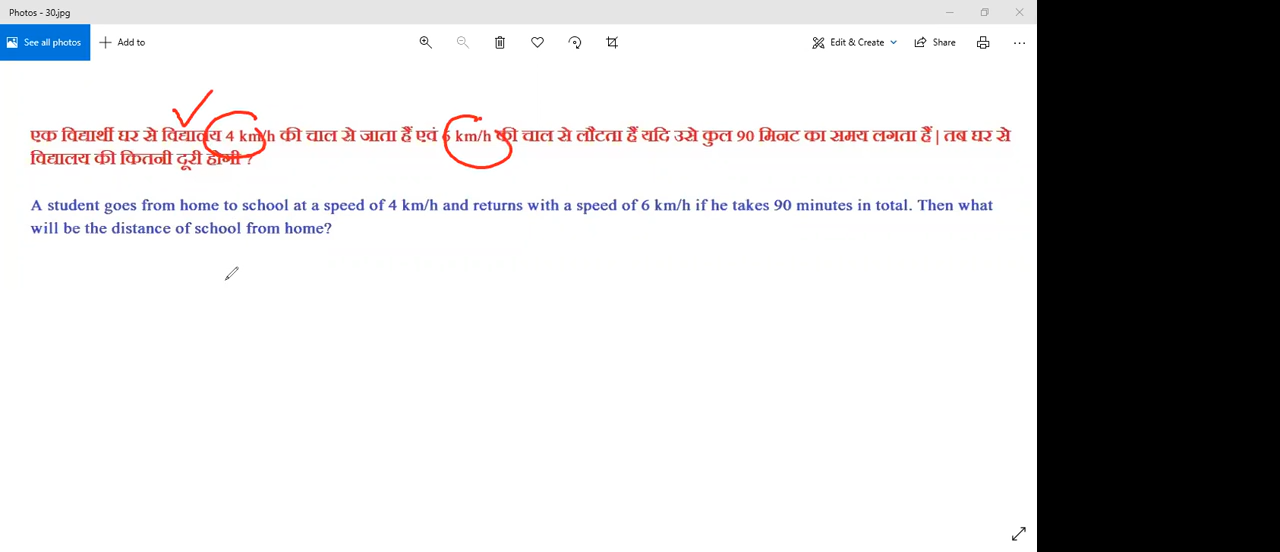 Photos - 30.jpg
See all photos
Add to
Edit & Create
Share
एक विद्यार्थी घर से विद्यालय 4 km/h की चाल से जाता हैं एवं 6 km/h की चाल से लौटता हैं यदि उसे कुल 90 मिनट का समय लगता हैं | तब घर से
विद्यालय की कितनी दूरी होगी ?
A student goes from home to school at a speed of 4 km/h and returns with a speed of 6 km/h if he takes 90 minutes in total. Then what
will be the distance of school from home?